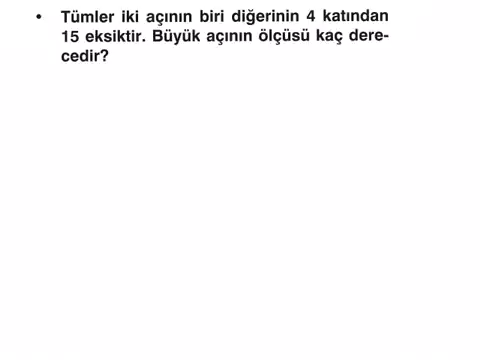 • Tümler iki açının biri diğerinin 4 katından
15 eksiktir. Büyük açının ölçüsü kaç dere-
cedir?